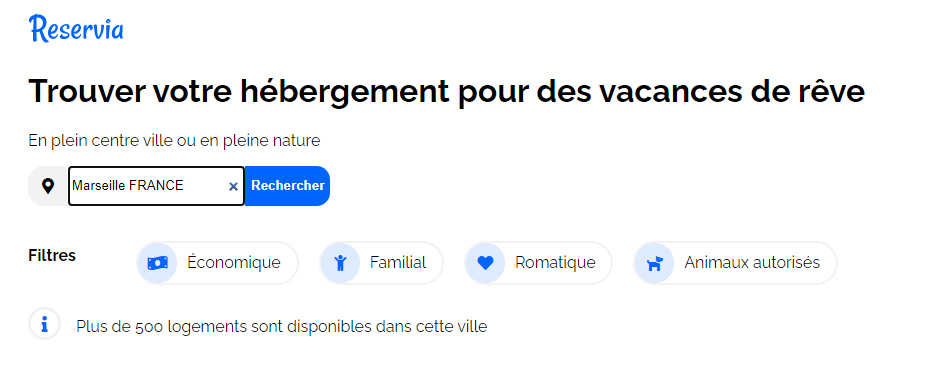 Reservia
Trouver votre hébergement pour des vacances de rêve
En plein centre ville ou en pleine nature
Marseille FRANCE × Rechercher
Filtres Économique Familial Romatique Animaux autorisés
Plus de 500 logements sont disponibles dans cette ville